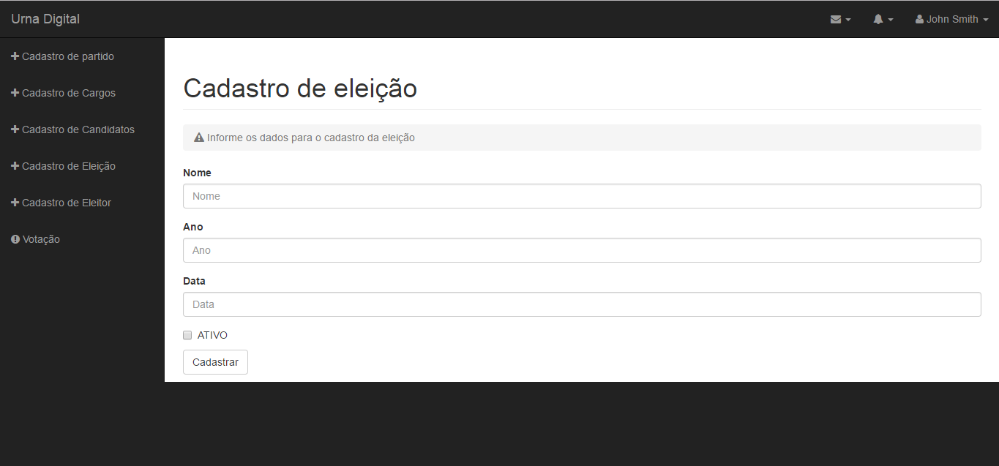 Urna Digital
John Smith
Cadastro de partido
Cadastro de Cargos
Cadastro de Candidatos
Cadastro de Eleição
Cadastro de Eleitor
Votação
Cadastro de eleição
Informe os dados para o cadastro da eleição
Nome
Nome
Ano
Ano
Data
Data
ATIVO
Cadastrar